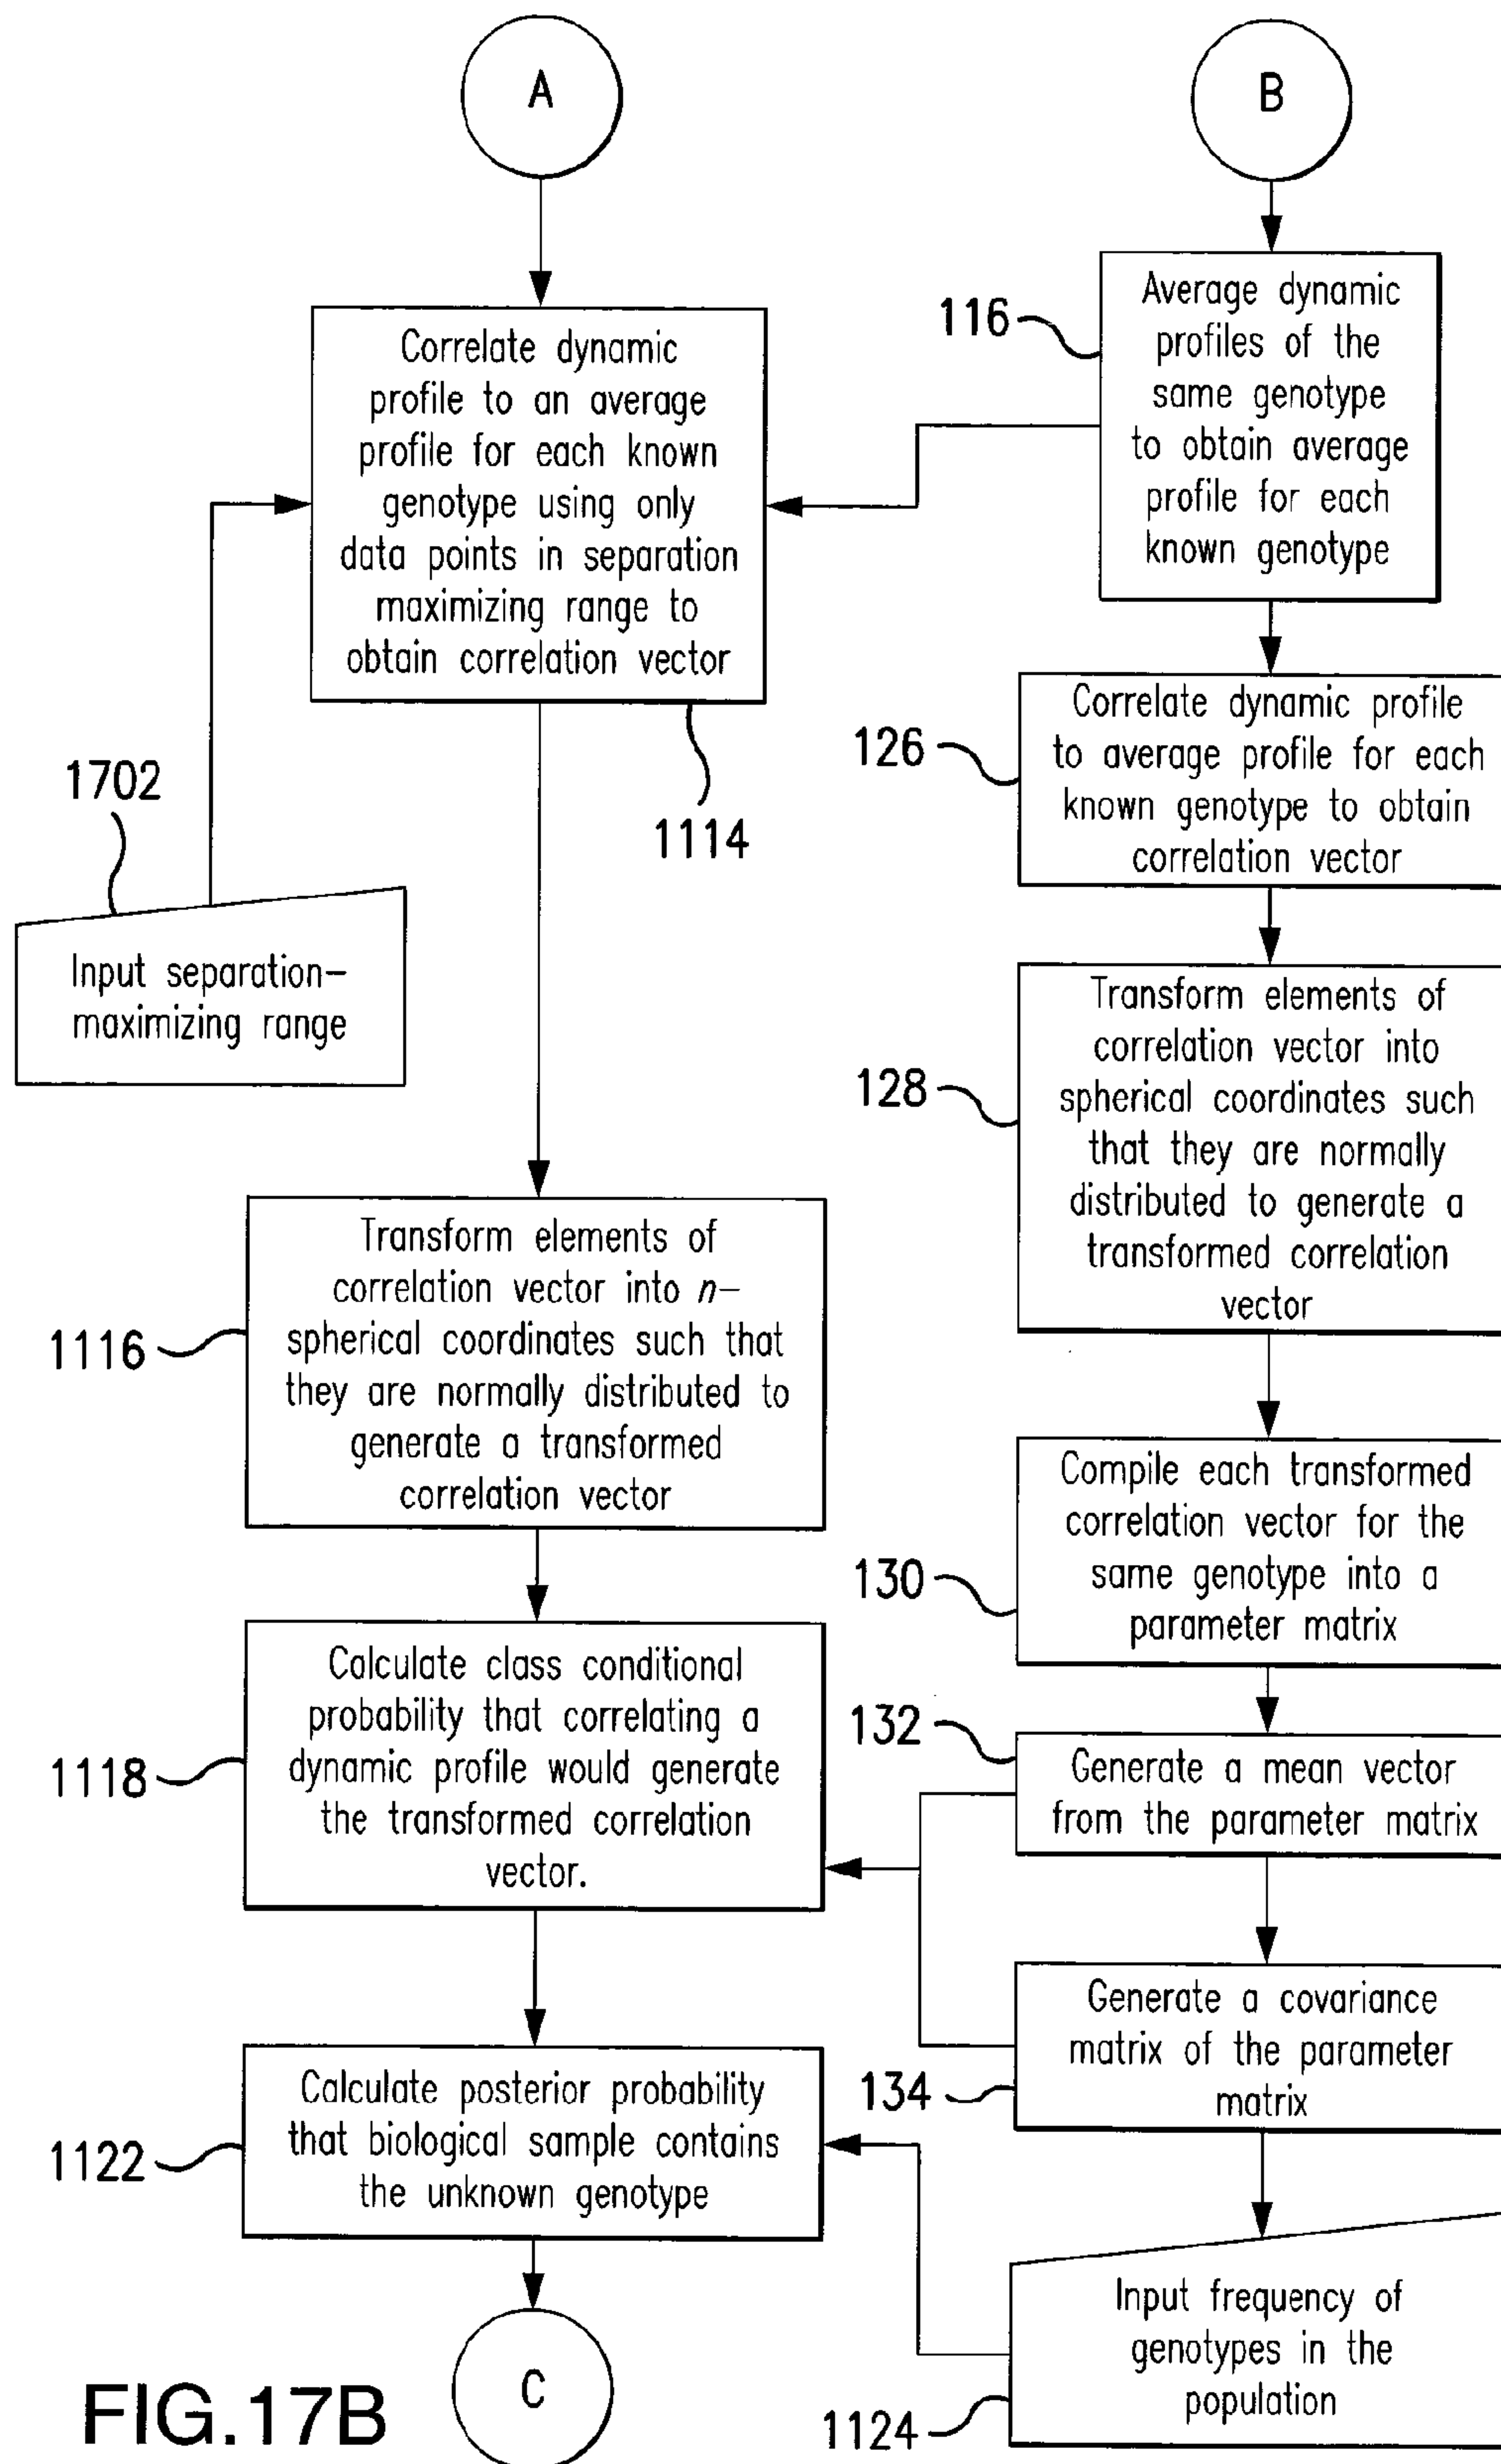 A
B
116
Average dynamic
profiles of the
same genotype
to obtain average
profile for each
known genotype
Correlate dynamic
profile to an average
profile for each known
genotype using only
data points in separation
maximizing range to
obtain correlation vector
1114
126
Correlate dynamic profile
to average profile for each
known genotype to obtain
correlation vector
1702
Input separation–
maximizing range
128
Transform elements of
correlation vector into
spherical coordinates such
that they are normally
distributed to generate a
transformed correlation
vector
1116
Transform elements of
correlation vector into n–
spherical coordinates such that
they are normally distributed to
generate a transformed
correlation vector
130
Compile each transformed
correlation vector for the
same genotype into a
parameter matrix
1118
Calculate class conditional
probability that correlating a
dynamic profile would generate
the transformed correlation
vector.
132
Generate a mean vector
from the parameter matrix
134
Generate a covariance
matrix of the parameter
matrix
1122
Calculate posterior probability
that biological sample contains
the unknown genotype
1124
Input frequency of
genotypes in the
population
C
FIG.17B